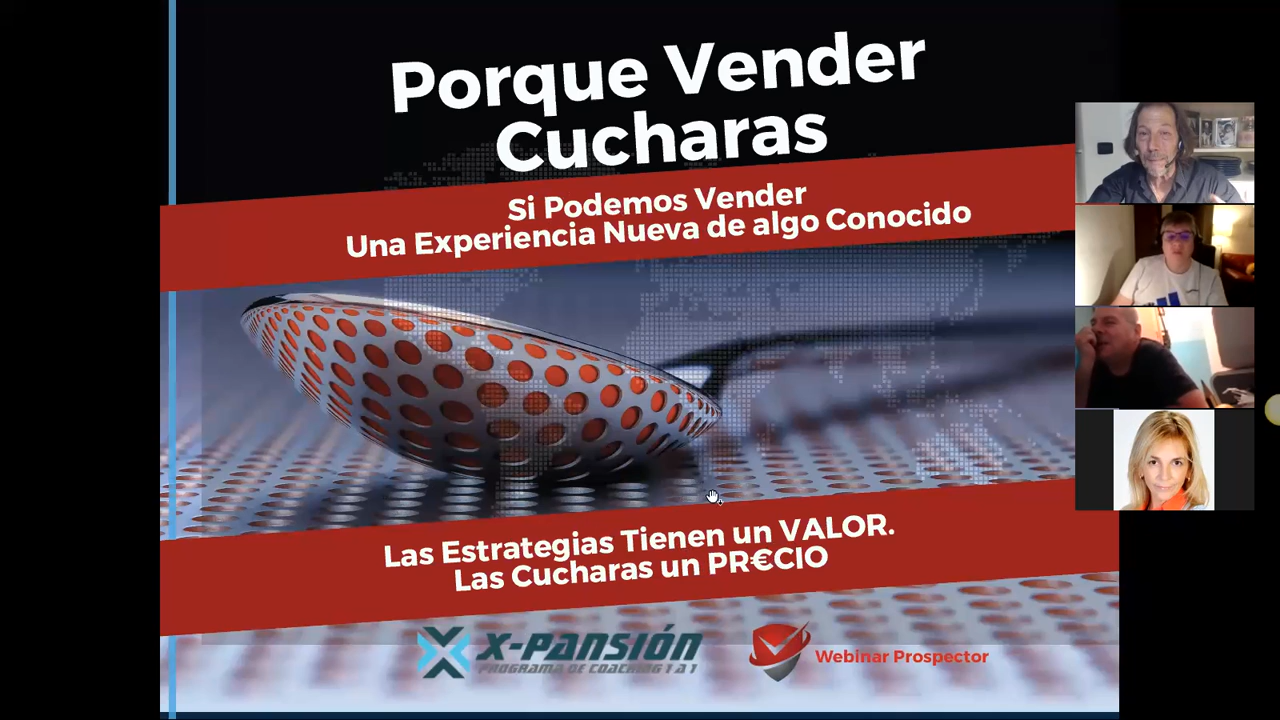 Porque Vender
Cucharas
Si Podemos Vender
Una Experiencia Nueva de algo Conocido
Las Estrategias Tienen un VALOR.
Las Cucharas un PR€CIO
X-PANSIÓN
PROGRAMA DE COACHING 1 A 1
Webinar Prospector